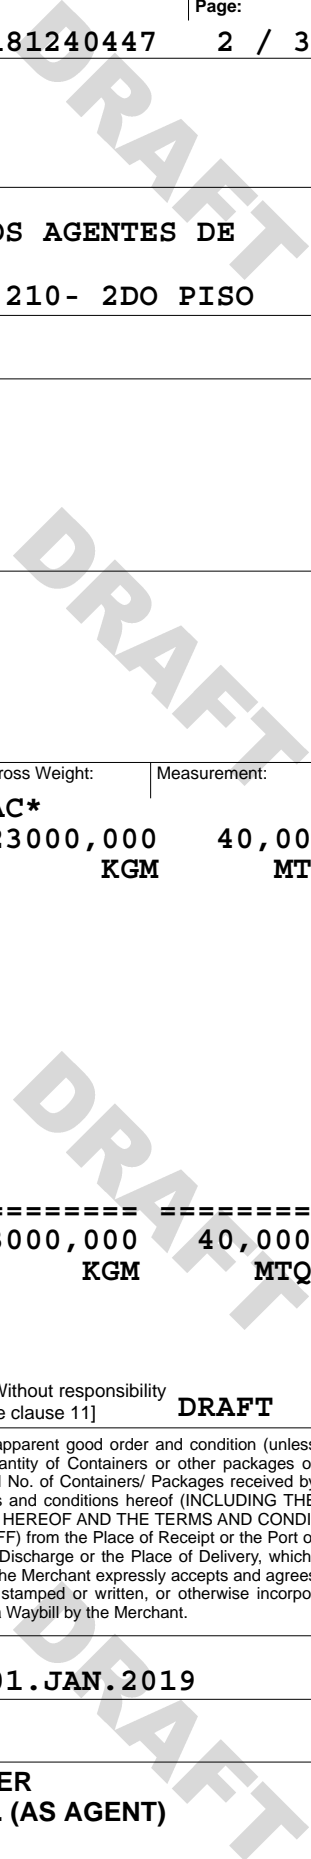 Page:
181240447 2 / 3
DRAFT
OS AGENTES DE
210- 2DO PISO
DRAFT
ross Weight: Measurement:
AC*
23000,000 40,00
KGM MT
DRAFT
======== ========
3000,000 40,000
KGM MTQ
Without responsibility
e clause 11] DRAFT
apparent good order and condition (unless
antity of Containers or other packages o
l No. of Containers/ Packages received by
s and conditions hereof (INCLUDING THE
HEREOF AND THE TERMS AND CONDI
FF) from the Place of Receipt or the Port o
Discharge or the Place of Delivery, which
he Merchant expressly accepts and agrees
stamped or written, or otherwise incorpo
a Waybill by the Merchant.
DRAFT
01.JAN.2019
ER
. (AS AGENT)